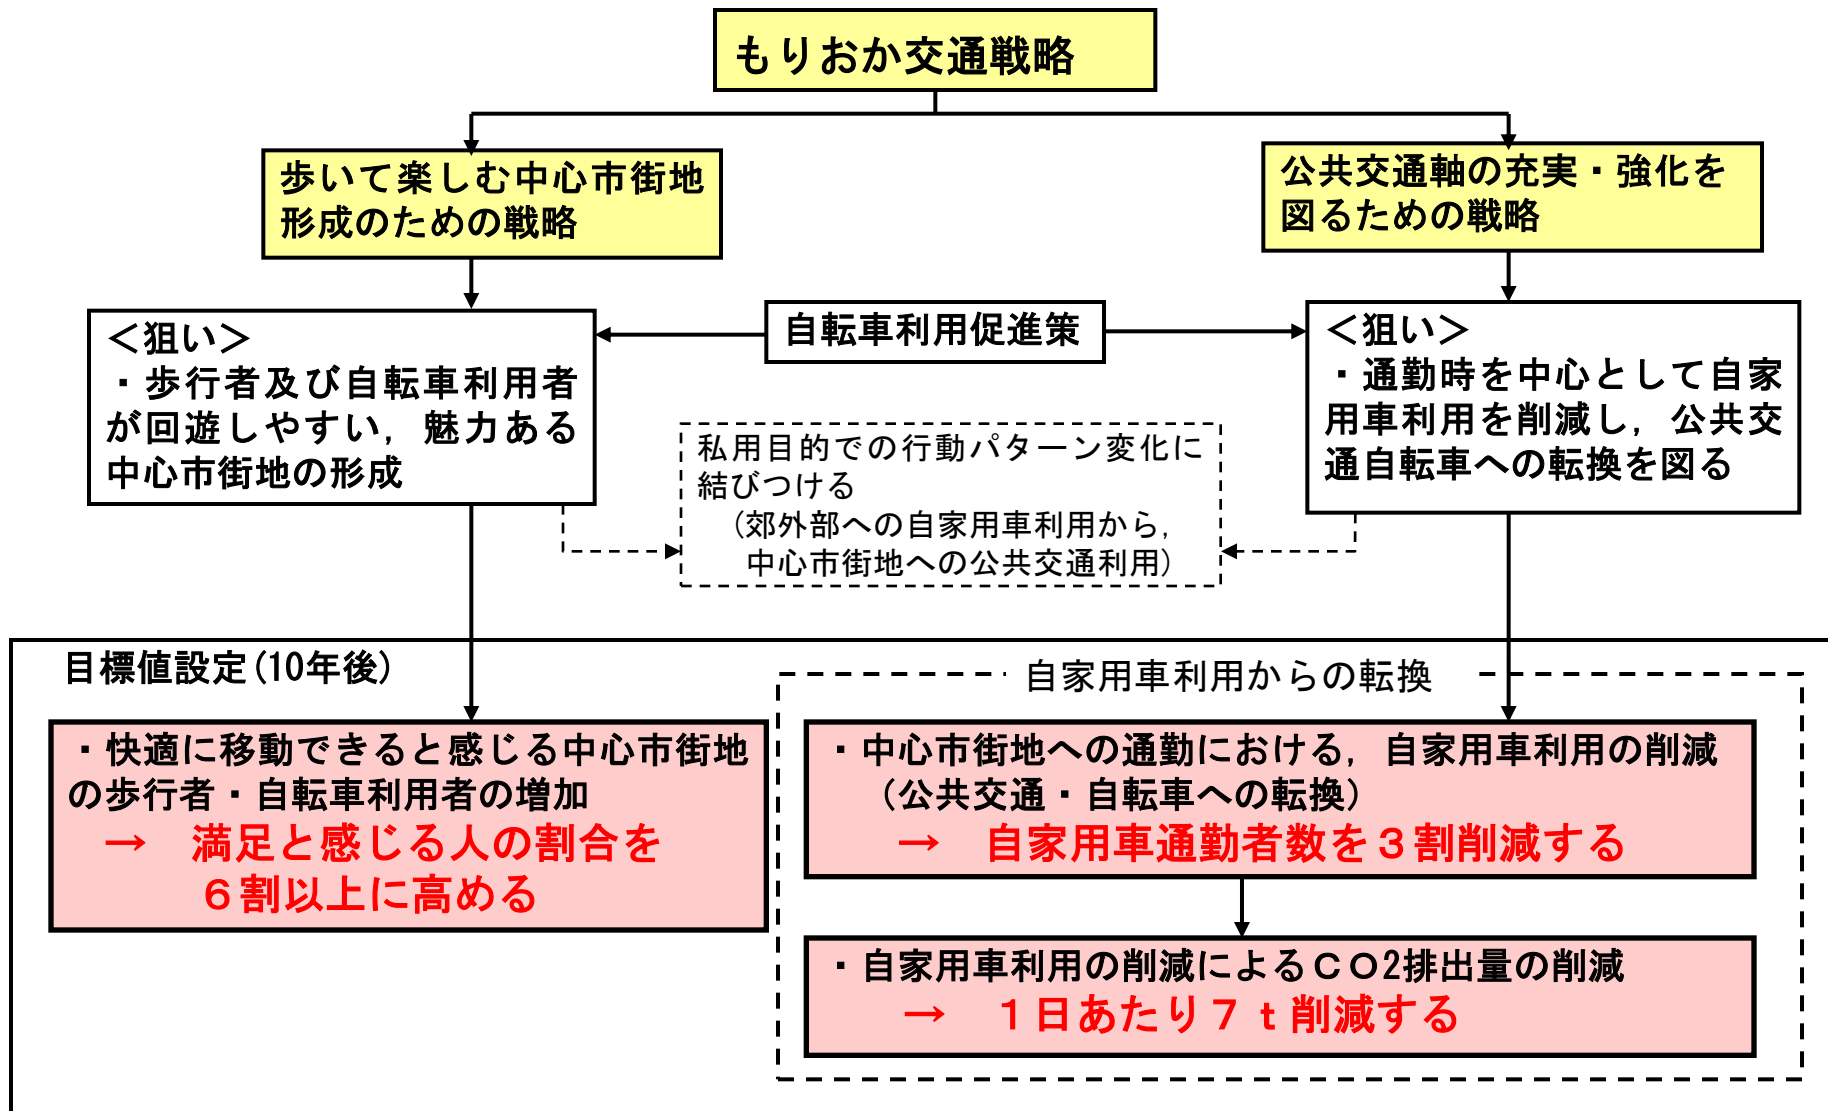 もりおか交通戦略
歩いて楽しむ中心市街地
形成のための戦略
公共交通軸の充実・強化を
図るための戦略
＜狙い＞
・歩行者及び自転車利用者
が回遊しやすい，魅力ある
中心市街地の形成
自転車利用促進策
＜狙い＞
・通勤時を中心として自家
用車利用を削減し，公共交
通自転車への転換を図る
私用目的での行動パターン変化に
結びつける
（郊外部への自家用車利用から，
中心市街地への公共交通利用）
目標値設定(10年後)
自家用車利用からの転換
・快適に移動できると感じる中心市街地
の歩行者・自転車利用者の増加
→　満足と感じる人の割合を
６割以上に高める
・中心市街地への通勤における，自家用車利用の削減
（公共交通・自転車への転換）
→　自家用車通勤者数を３割削減する
・自家用車利用の削減によるＣＯ2排出量の削減
→　１日あたり７ｔ削減する